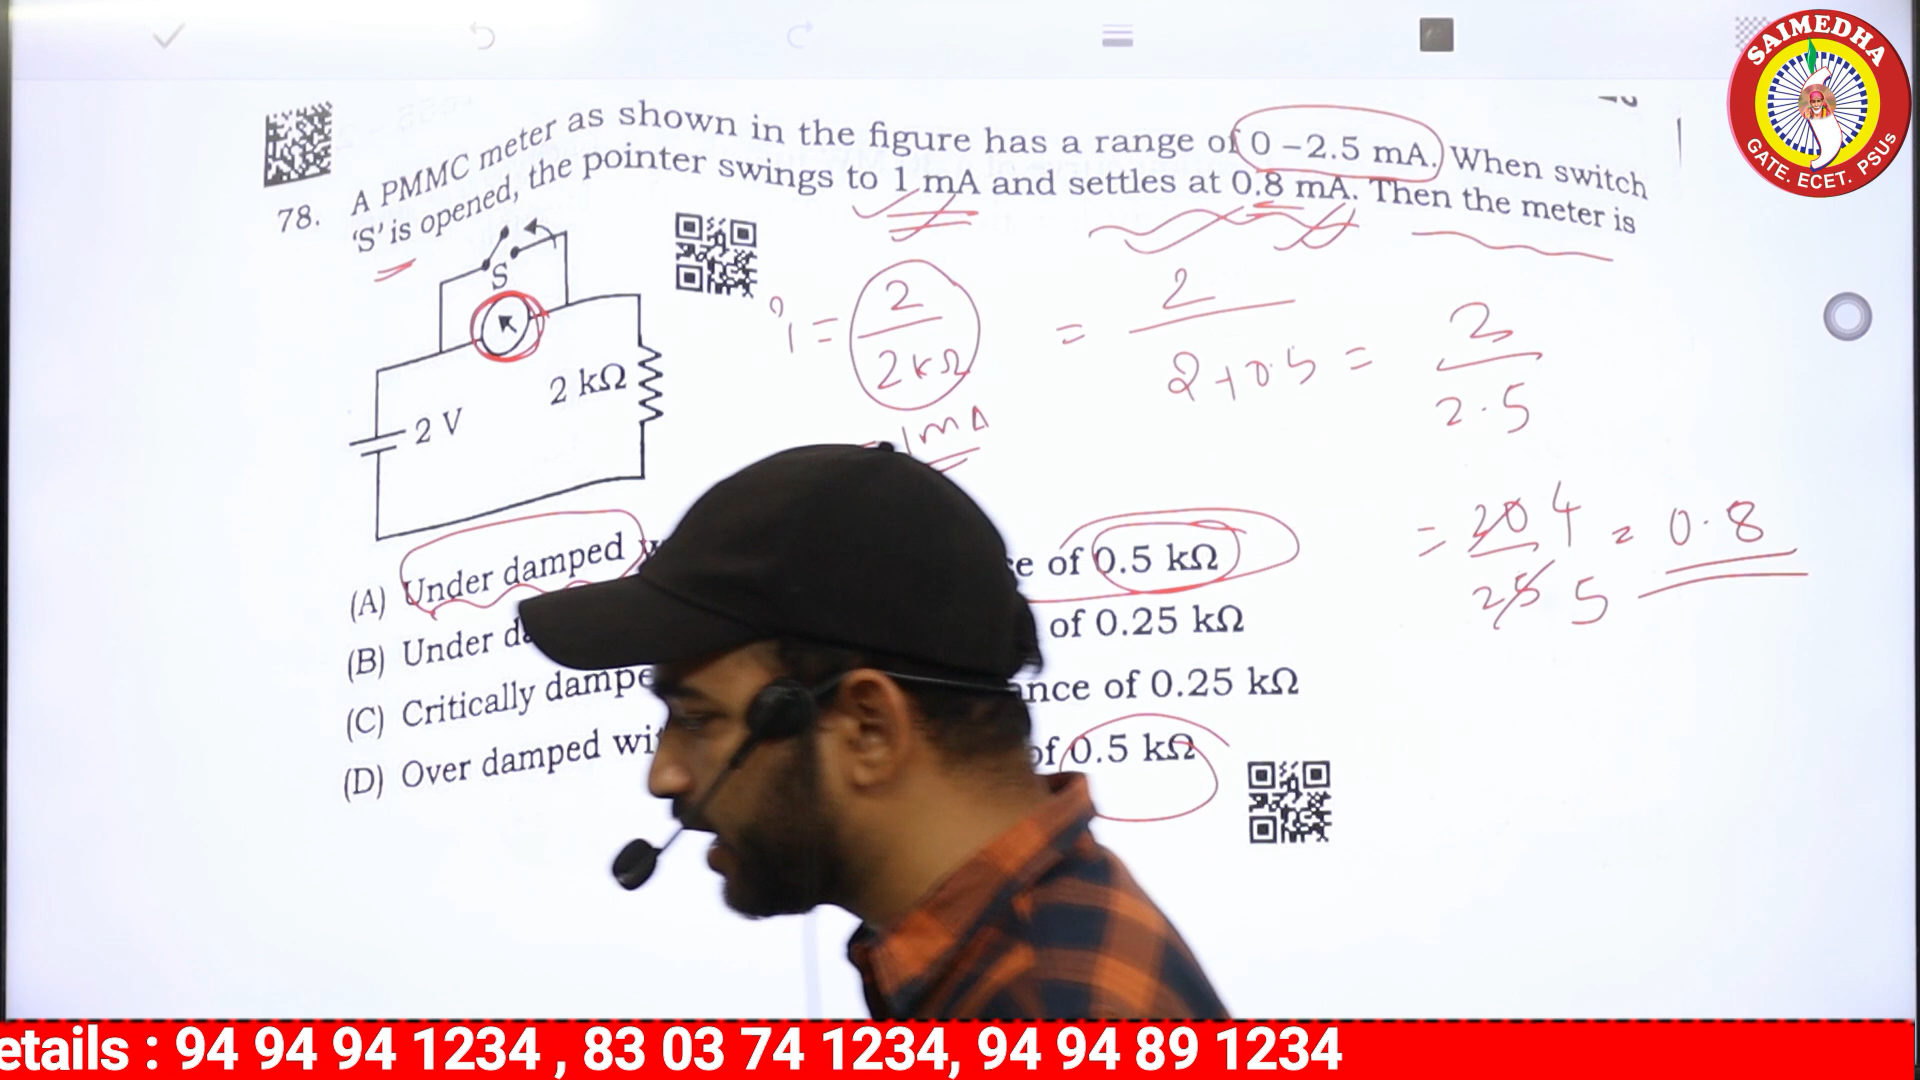 SAIMEDHA
GATE. ECET. PSUs
78. A PMMC meter as shown in the figure has a range of 0 – 2.5 mA. When switch
‘S’ is opened, the pointer swings to 1 mA and settles at 0.8 mA. Then the meter is
S
2 kΩ
2 V
i = 2 / 2 kΩ = 2 / 2 + 0.5 = 2 / 2.5
1mA
= 20 4 / 25 5 = 0.8
(A) Under damped e of 0.5 kΩ
(B) Under of 0.25 kΩ
(C) Critically damped ance of 0.25 kΩ
(D) Over damped with of 0.5 kΩ
etails : 94 94 94 1234 , 83 03 74 1234, 94 94 89 1234